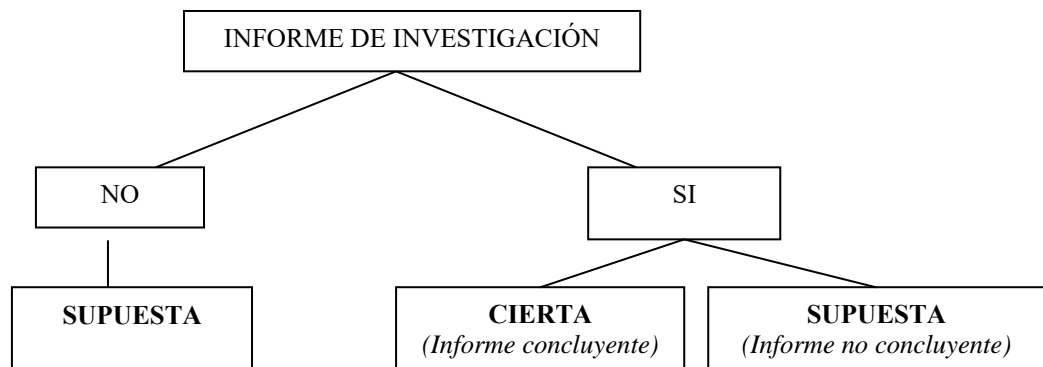 INFORME DE INVESTIGACIÓN
NO
SI
SUPUESTA
CIERTA
(Informe concluyente)
SUPUESTA
(Informe no concluyente)